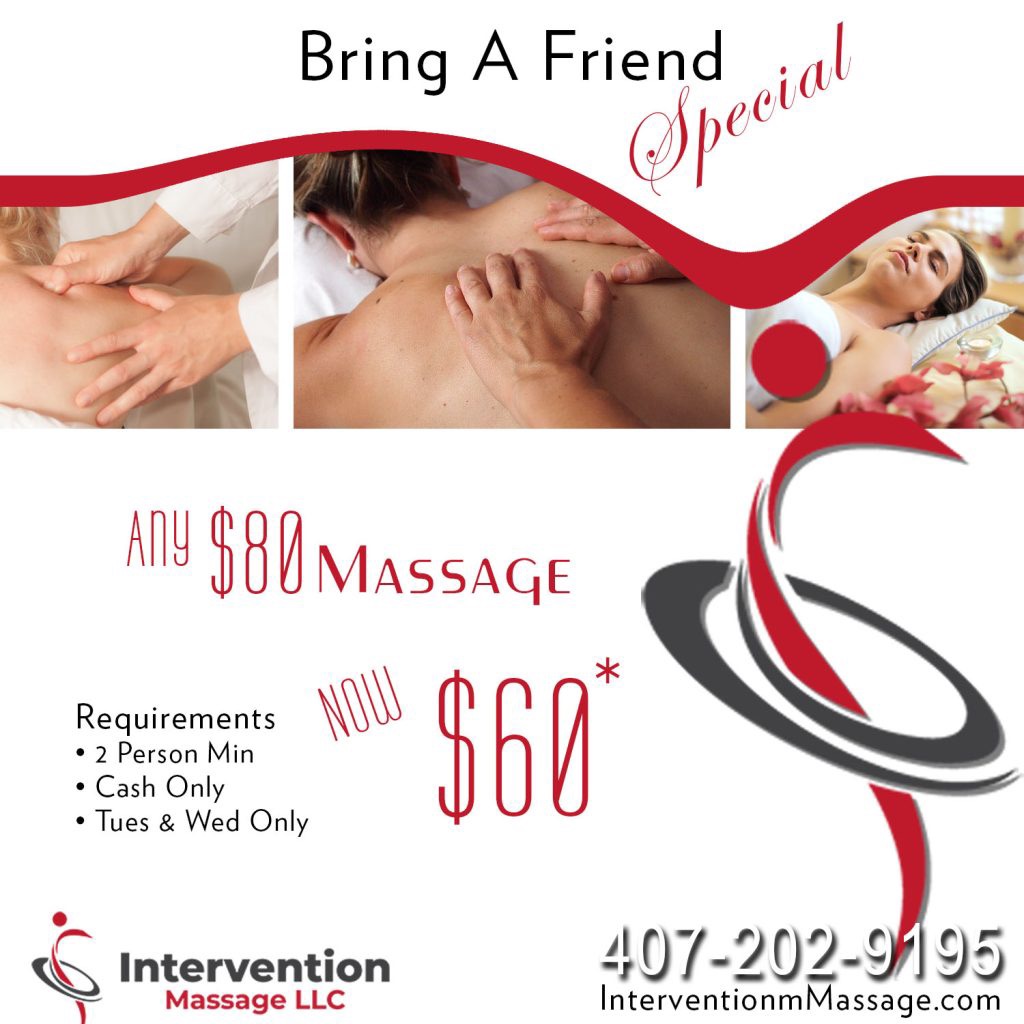 Bring A Friend
Special
Any $80 Massage
Now $60*
Requirements
• 2 Person Min
• Cash Only
• Tues & Wed Only
Intervention
Massage LLC
407-202-9195
InterventionmMassage.com